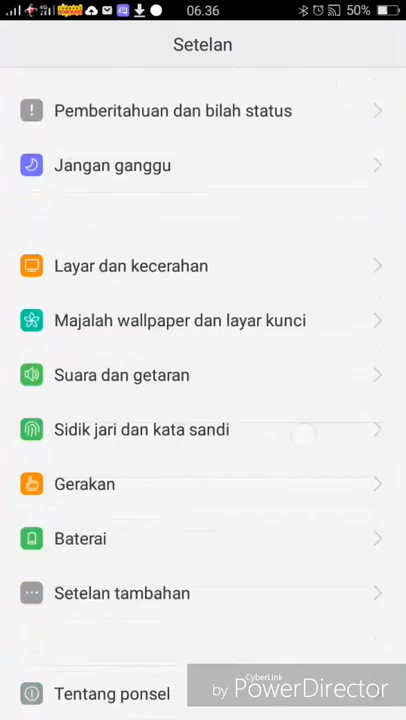 06.36
50%
Setelan
Pemberitahuan dan bilah status
Jangan ganggu
Layar dan kecerahan
Majalah wallpaper dan layar kunci
Suara dan getaran
Sidik jari dan kata sandi
Gerakan
Baterai
Setelan tambahan
Tentang ponsel
CyberLink
by PowerDirector